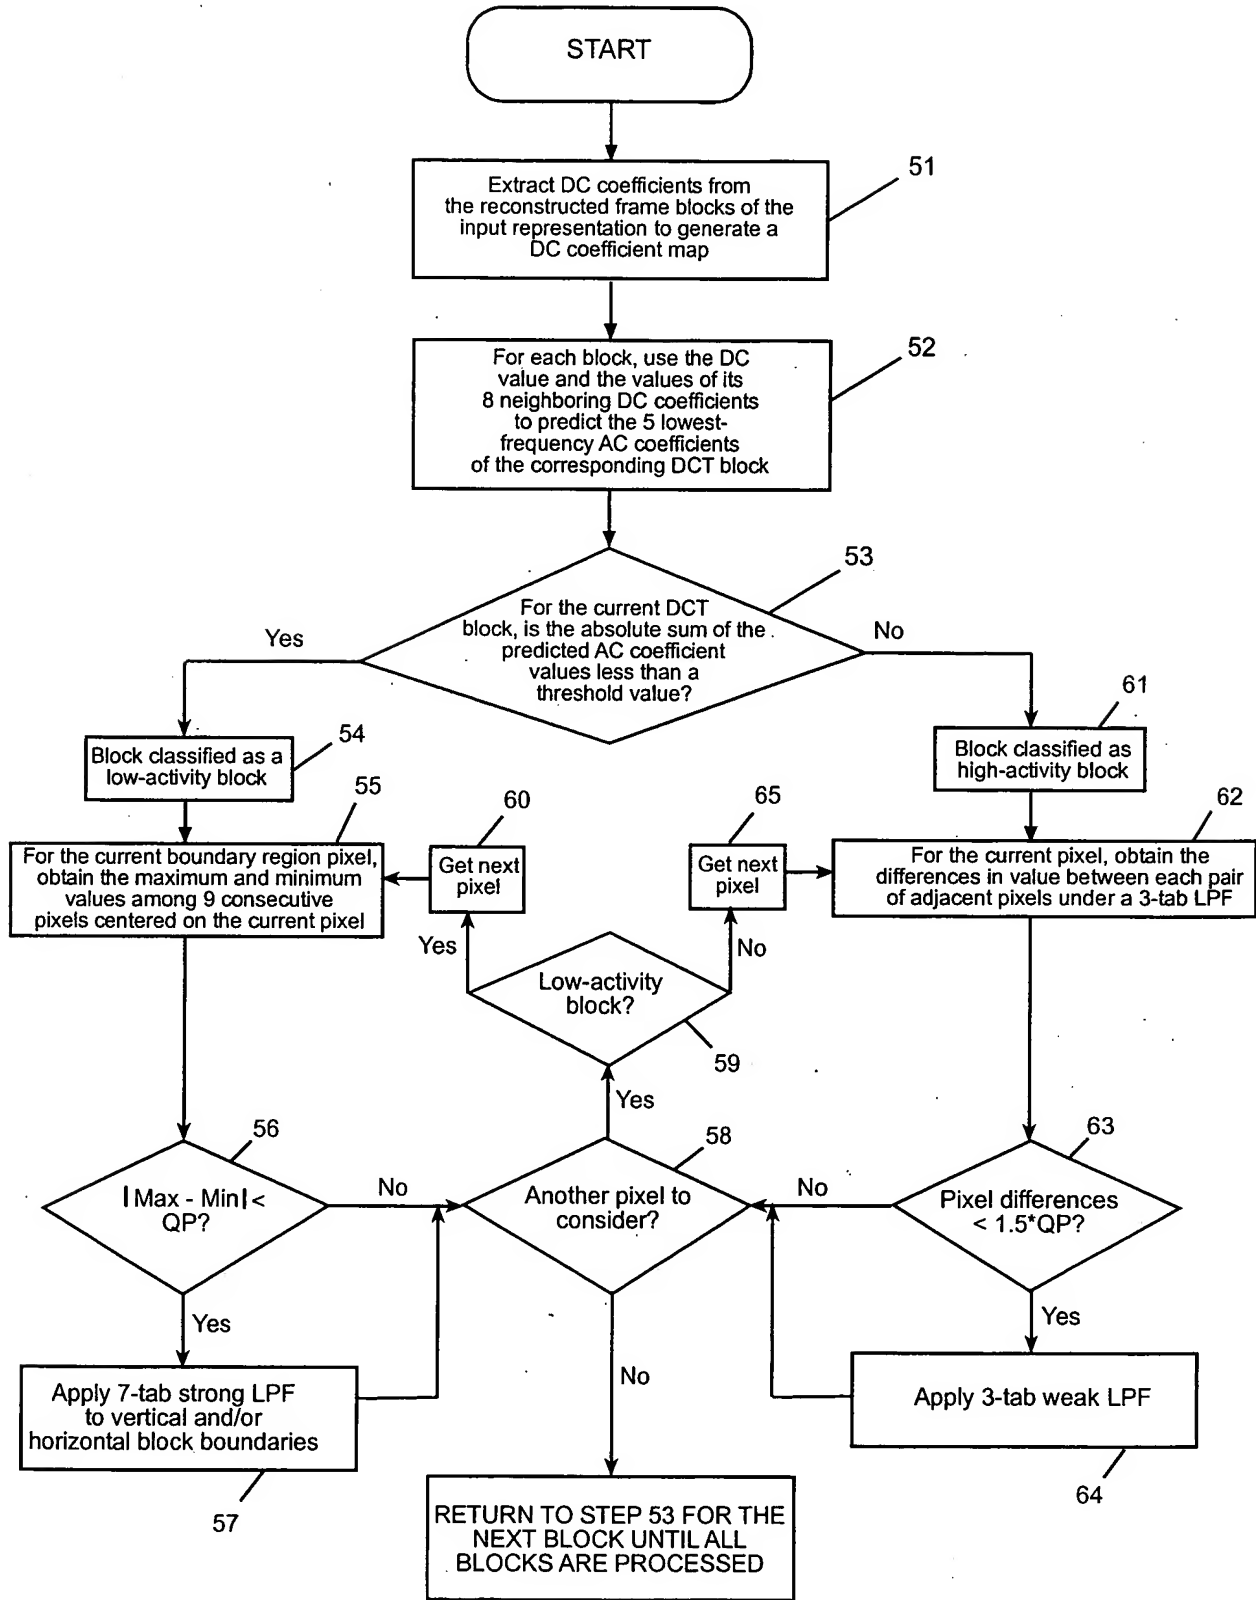 START
51
Extract DC coefficients from
the reconstructed frame blocks of the
input representation to generate a
DC coefficient map
52
For each block, use the DC
value and the values of its
8 neighboring DC coefficients
to predict the 5 lowest-
frequency AC coefficients
of the corresponding DCT block
53
For the current DCT
block, is the absolute sum of the
predicted AC coefficient
values less than a
threshold value?
Yes
No
54
Block classified as a
low-activity block
61
Block classified as
high-activity block
55
For the current boundary region pixel,
obtain the maximum and minimum
values among 9 consecutive
pixels centered on the current pixel
60
Get next
pixel
65
Get next
pixel
62
For the current pixel, obtain the
differences in value between each pair
of adjacent pixels under a 3-tab LPF
Yes
No
Low-activity
block?
59
Yes
56
|Max - Min| <
QP?
No
58
Another pixel to
consider?
No
63
Pixel differences
< 1.5*QP?
Yes
No
Yes
Apply 7-tab strong LPF
to vertical and/or
horizontal block boundaries
57
Apply 3-tab weak LPF
64
RETURN TO STEP 53 FOR THE
NEXT BLOCK UNTIL ALL
BLOCKS ARE PROCESSED